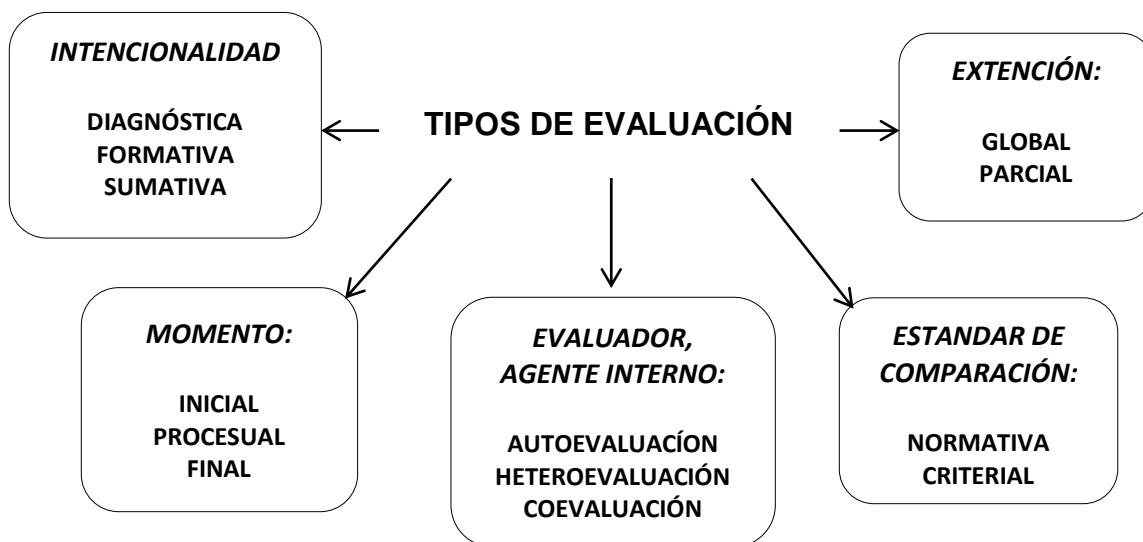 INTENCIONALIDAD
DIAGNÓSTICA
FORMATIVA
SUMATIVA
TIPOS DE EVALUACIÓN
EXTENCIÓN:
GLOBAL
PARCIAL
MOMENTO:
INICIAL
PROCESUAL
FINAL
EVALUADOR,
AGENTE INTERNO:
AUTOEVALUACÍON
HETEROEVALUACIÓN
COEVALUACIÓN
ESTANDAR DE
COMPARACIÓN:
NORMATIVA
CRITERIAL